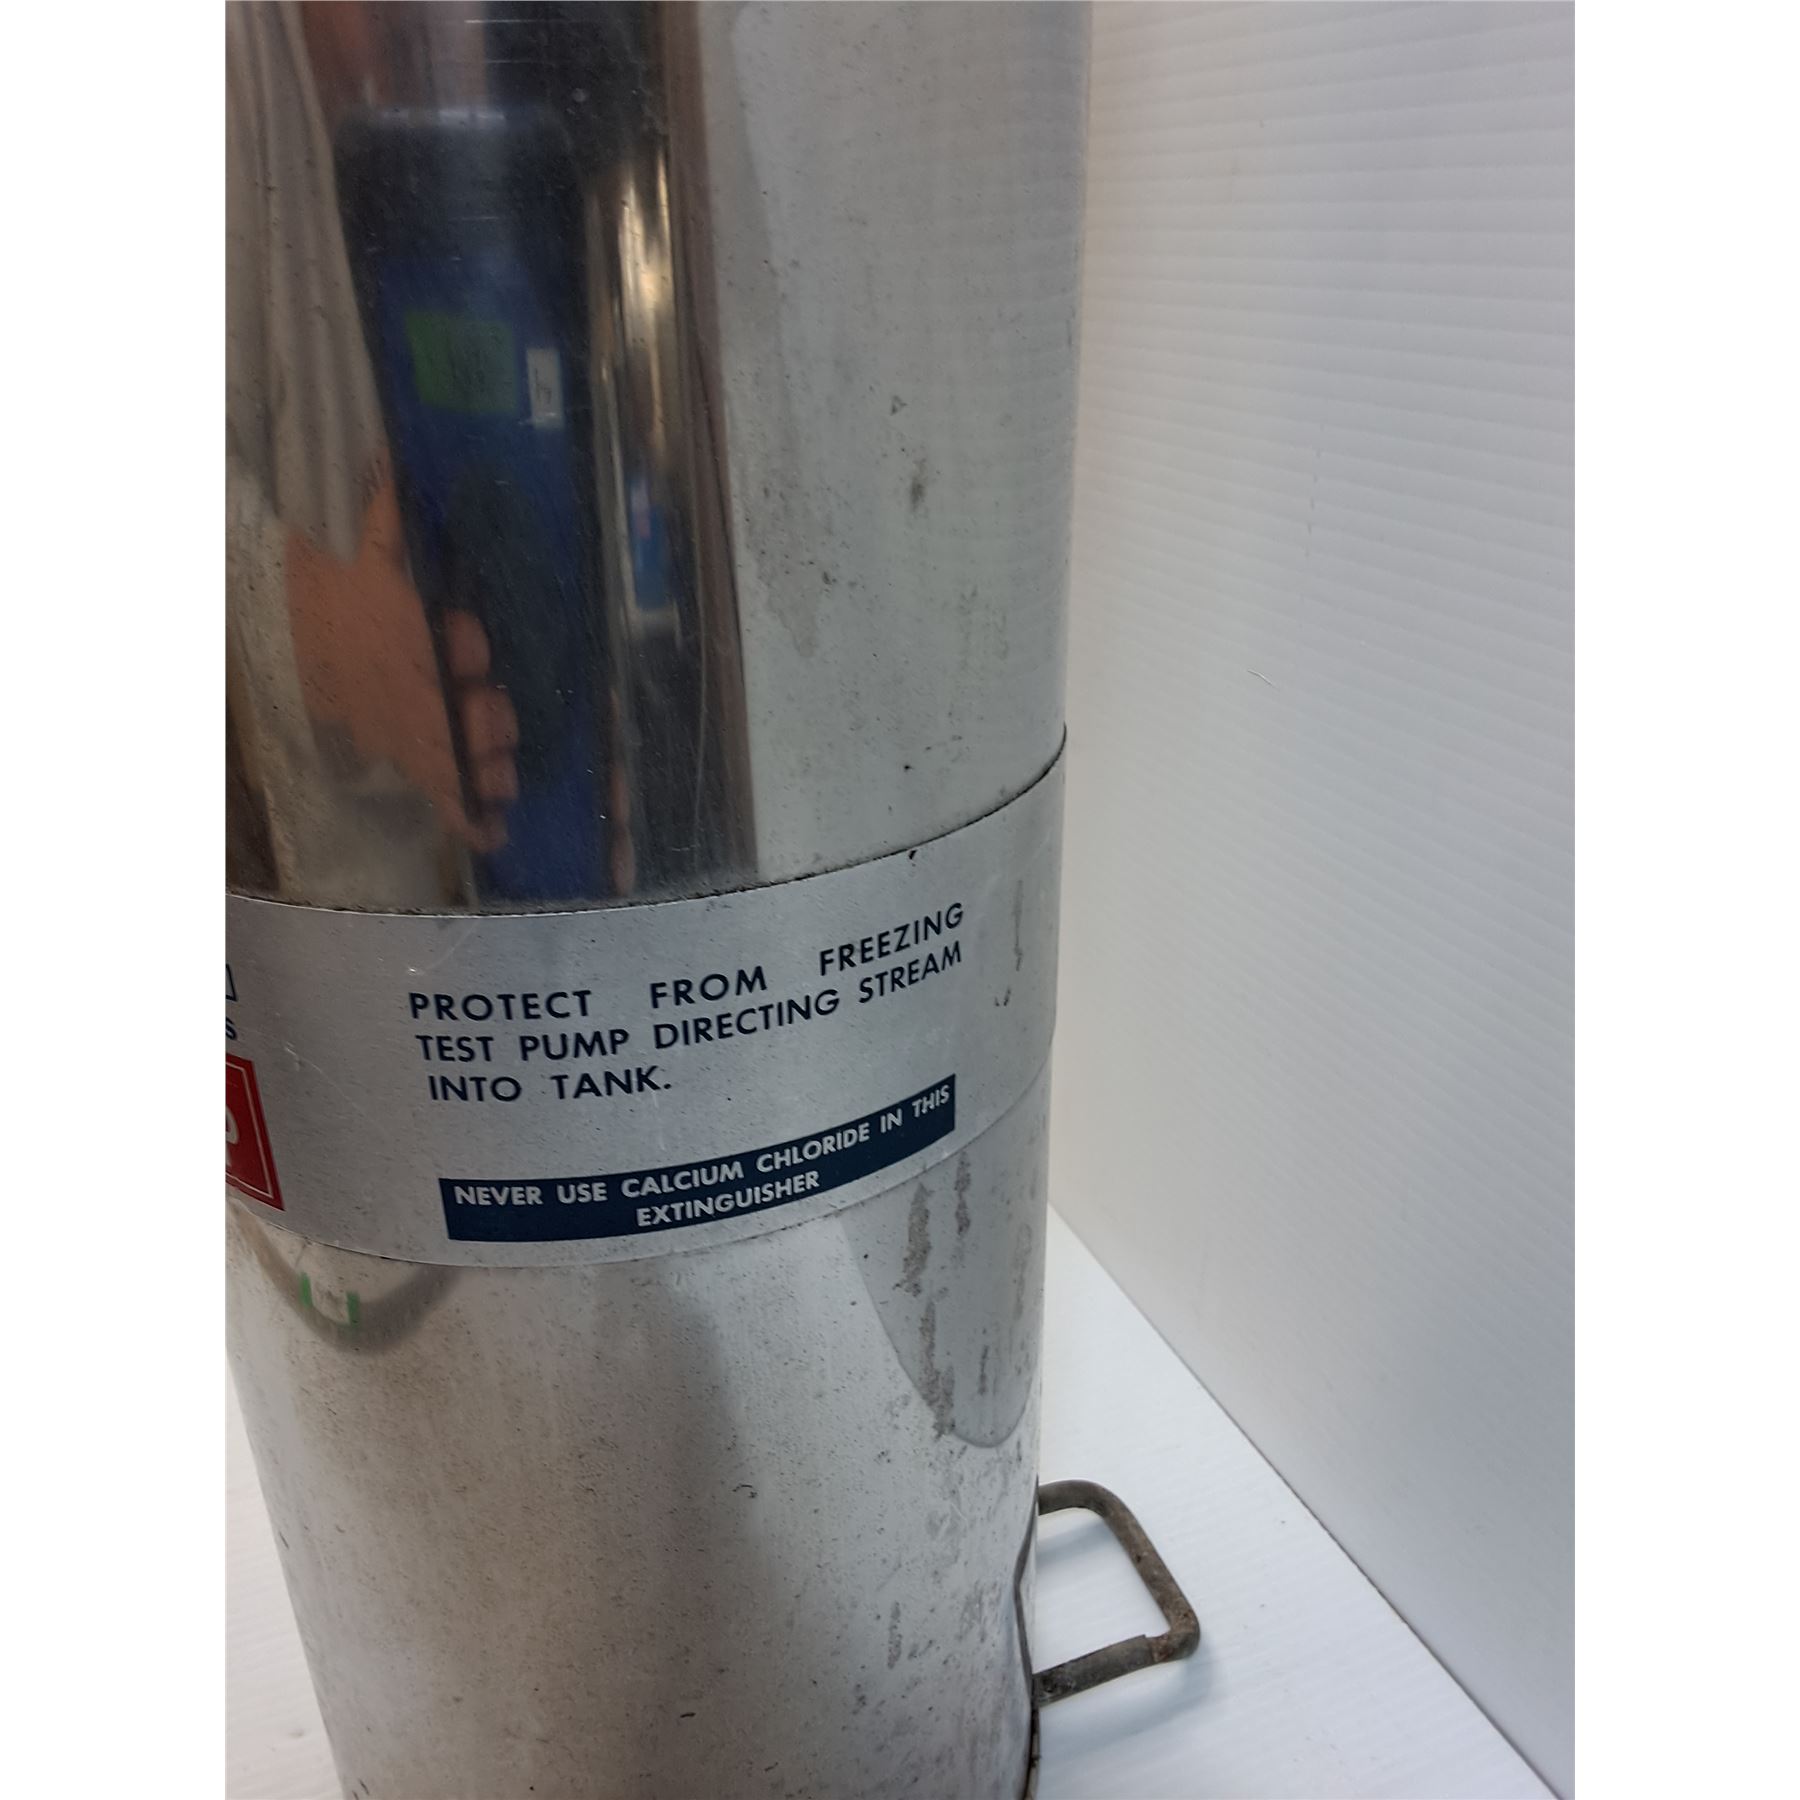 PROTECT FROM FREEZING
TEST PUMP DIRECTING STREAM
INTO TANK.
NEVER USE CALCIUM CHLORIDE IN THIS
EXTINGUISHER